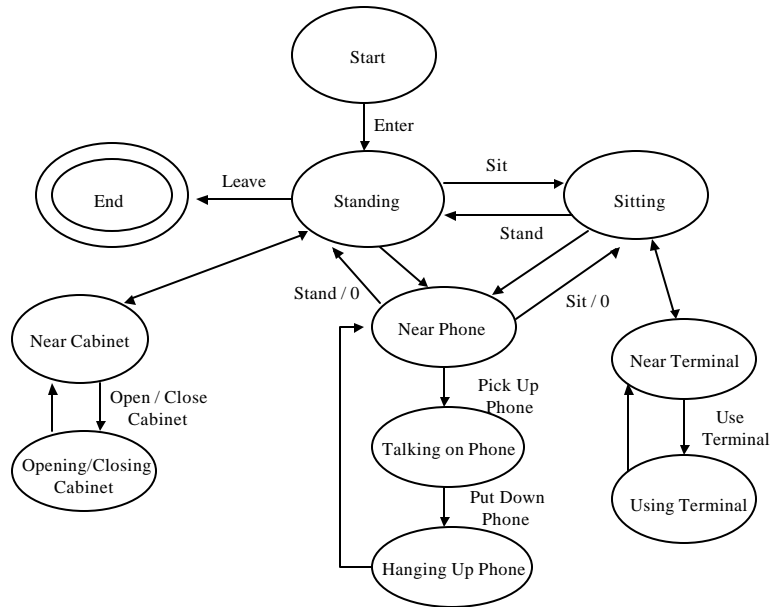 Start
Enter
Leave
Sit
End
Standing
Sitting
Stand
Stand / 0
Sit / 0
Near Cabinet
Near Phone
Near Terminal
Open / Close
Cabinet
Pick Up
Phone
Use
Terminal
Opening/Closing
Cabinet
Talking on Phone
Put Down
Phone
Using Terminal
Hanging Up Phone